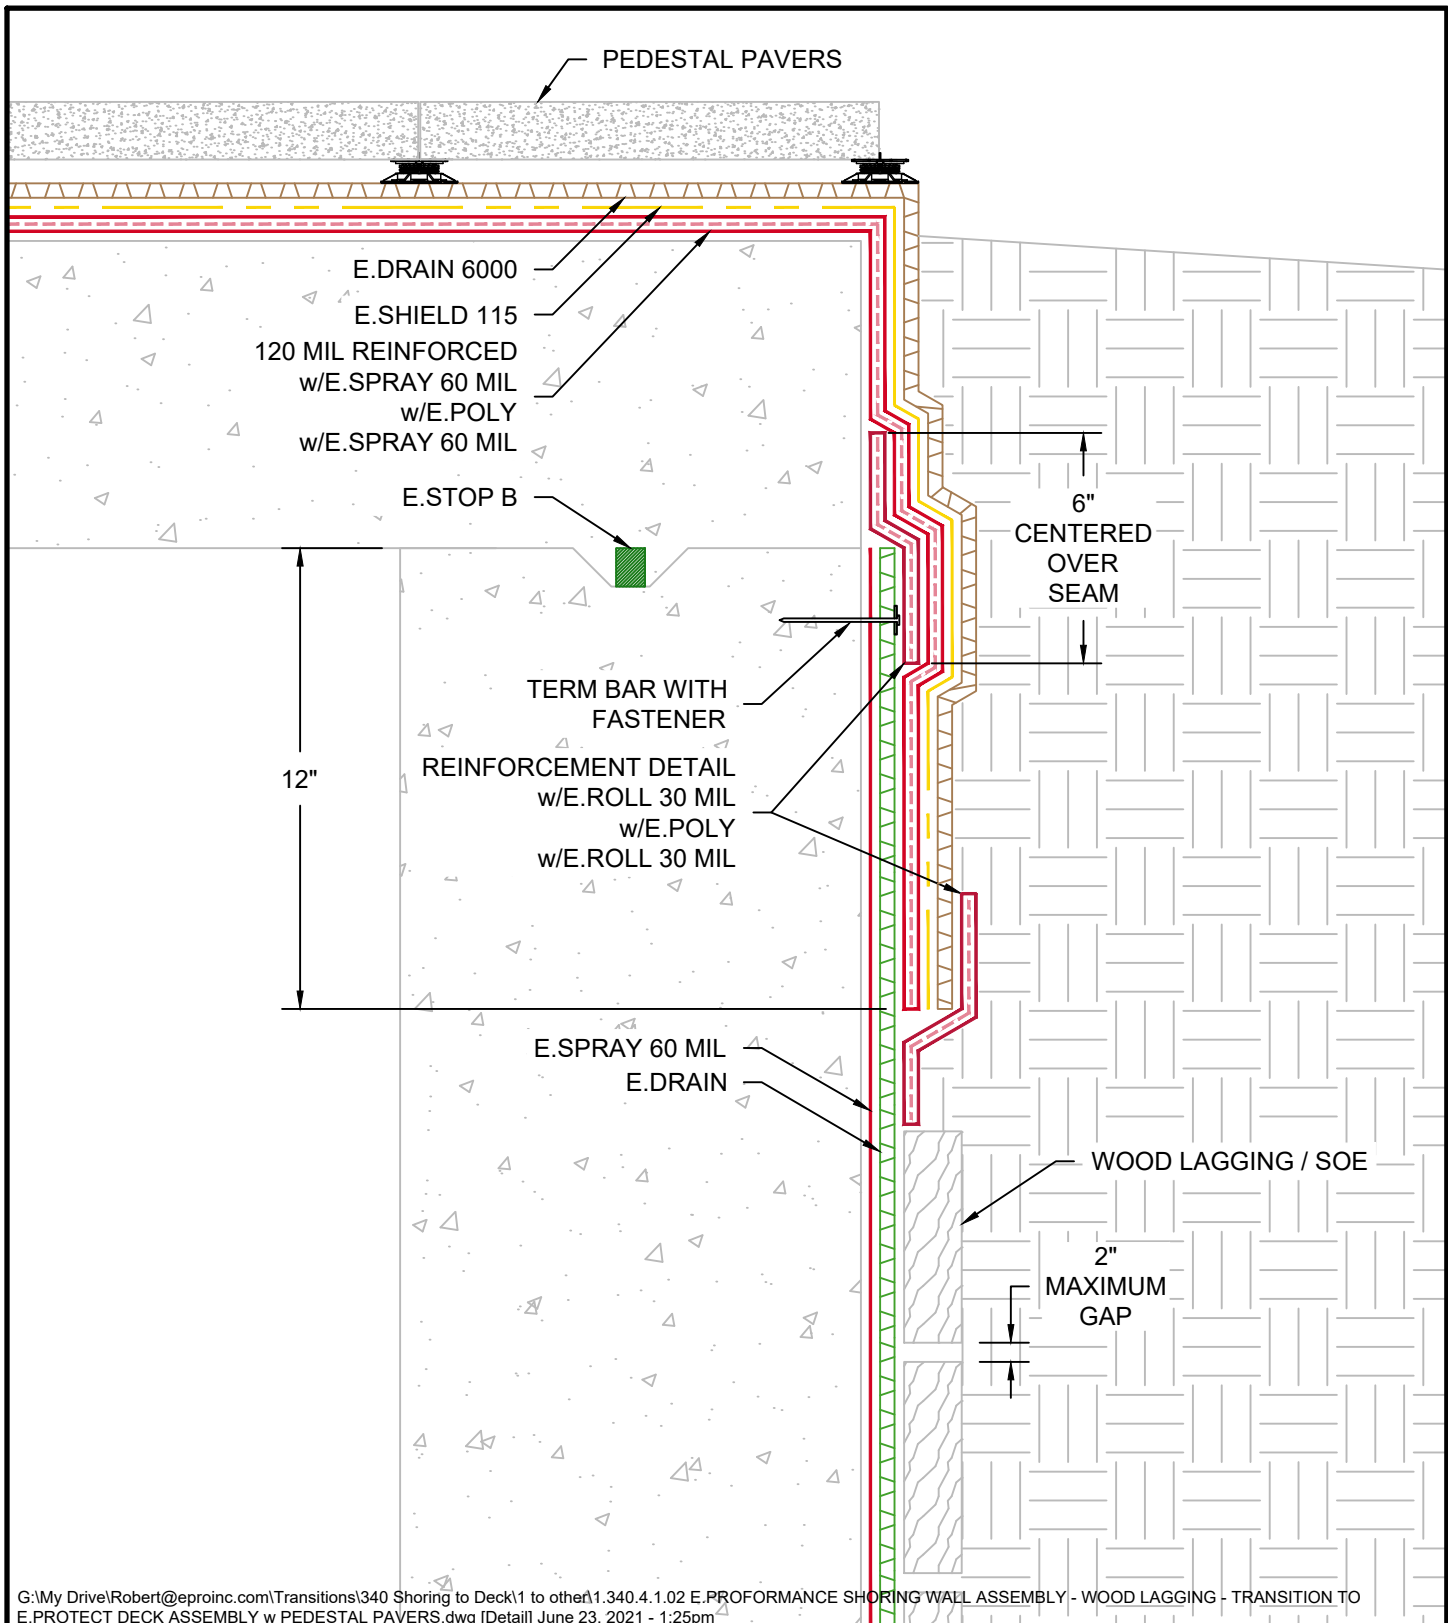 PEDESTAL PAVERS
E.DRAIN 6000
E.SHIELD 115
120 MIL REINFORCED
w/E.SPRAY 60 MIL
w/E.POLY
w/E.SPRAY 60 MIL
E.STOP B
6"
CENTERED
OVER
SEAM
TERM BAR WITH
FASTENER
12"
REINFORCEMENT DETAIL
w/E.ROLL 30 MIL
w/E.POLY
w/E.ROLL 30 MIL
E.SPRAY 60 MIL
E.DRAIN
WOOD LAGGING / SOE
2"
MAXIMUM
GAP
G:\My Drive\Robert@eproinc.com\Transitions\340 Shoring to Deck\1 to other\1.340.4.1.02 E.PROFORMANCE SHORING WALL ASSEMBLY - WOOD LAGGING - TRANSITION TO
E.PROTECT DECK ASSEMBLY w PEDESTAL PAVERS.dwg [Detail] June 23, 2021 - 1:25pm